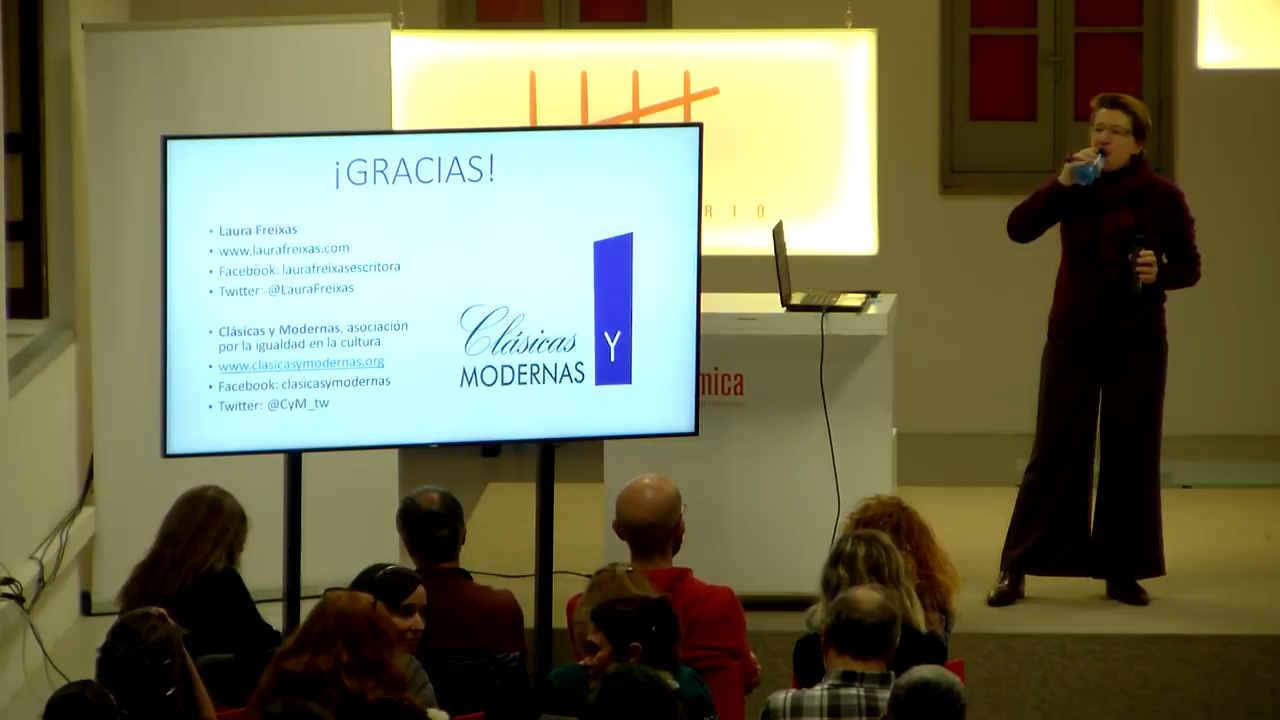 ¡GRACIAS!
• Laura Freixas
• www.laurafreixas.com
• Facebook: laurafreixasescritora
• Twitter: @LauraFreixas
• Clásicas y Modernas, asociación
por la igualdad en la cultura
• www.clasicasymodernas.org
• Facebook: clasicasymodernas
• Twitter: @CyM_tw
Clásicas
Y
MODERNAS
RIO
mica